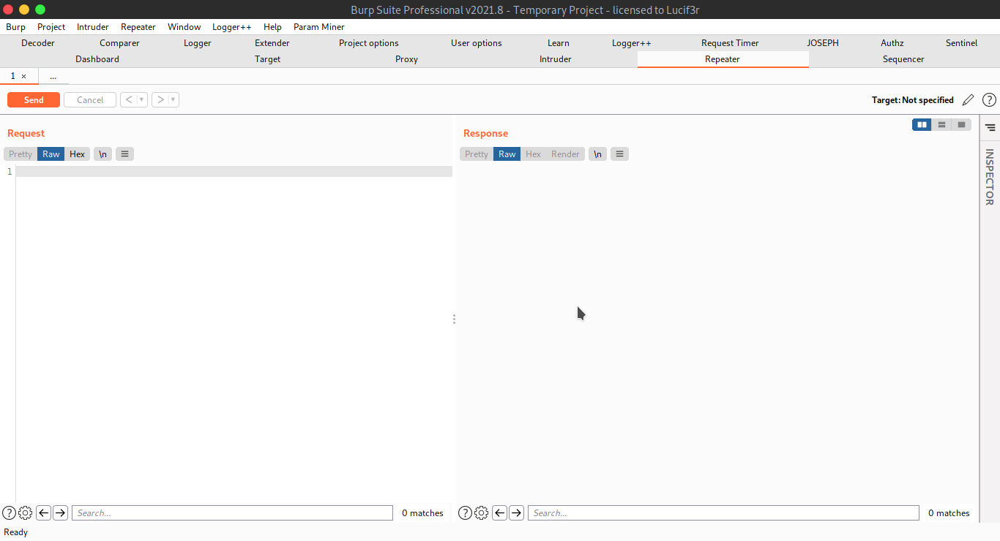 Burp Suite Professional v2021.8 - Temporary Project - licensed to Lucif3r
Burp Project Intruder Repeater Window Logger++ Help Param Miner
Decoder Comparer Logger Extender Project options User options Learn Logger++ Request Timer JOSEPH Authz Sentinel
Dashboard Target Proxy Intruder Repeater Sequencer
1 × ...
Send Cancel < > Target: Not specified ?
Request
Pretty Raw Hex \n
1
Response
Pretty Raw Hex Render \n
INSPECTOR
? Search... 0 matches
? Search... 0 matches
Ready